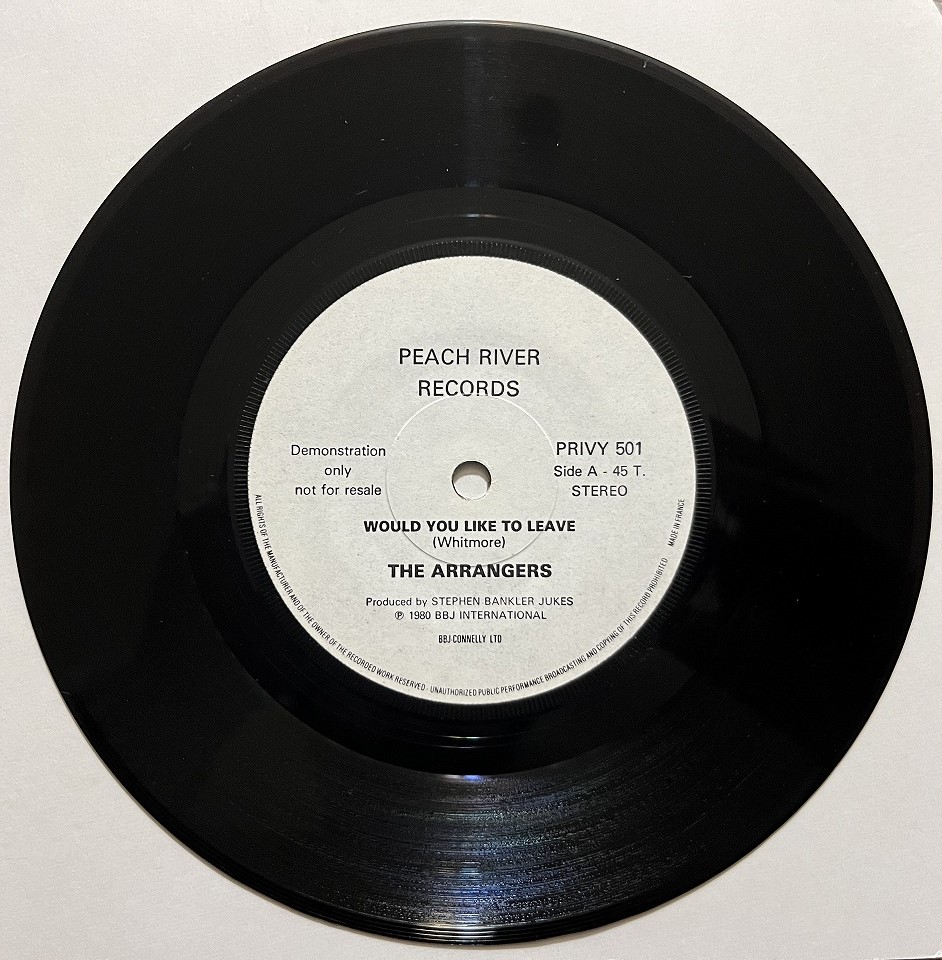 PEACH RIVER
RECORDS
Demonstration
only
not for resale
PRIVY 501
Side A - 45 T.
STEREO
WOULD YOU LIKE TO LEAVE
(Whitmore)
THE ARRANGERS
Produced by STEPHEN BANKLER JUKES
℗ 1980 BBJ INTERNATIONAL
BBJ-CONNELLY LTD
ALL RIGHTS OF THE MANUFACTURER AND OF THE OWNER OF THE RECORDED WORK RESERVED - UNAUTHORIZED PUBLIC PERFORMANCE BROADCASTING AND COPYING OF THIS RECORD PROHIBITED MADE IN FRANCE